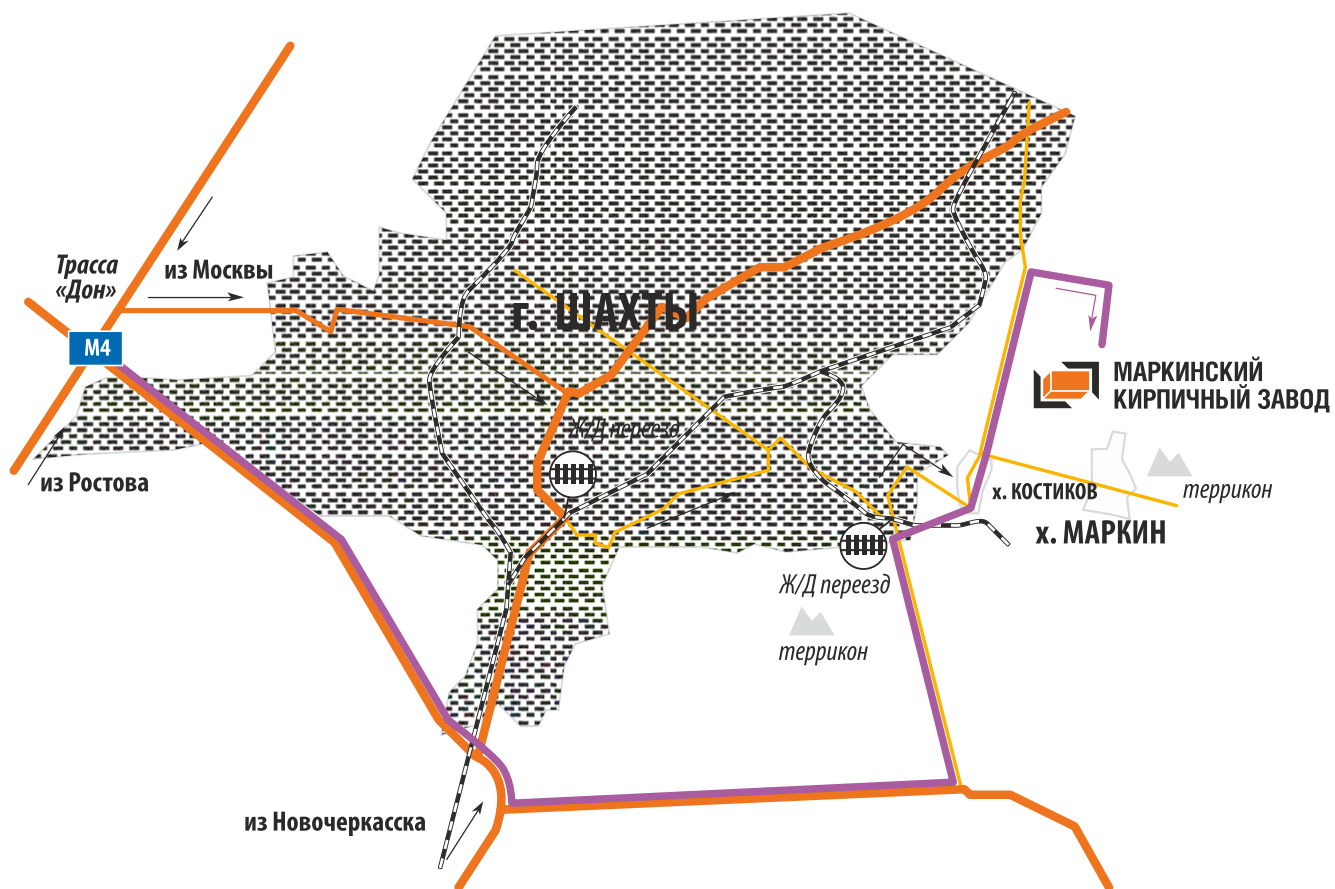 Трасса
«Дон»
из Москвы
г. ШАХТЫ
М4
МАРКИНСКИЙ
КИРПИЧНЫЙ ЗАВОД
Ж/Д переезд
из Ростова
х. КОСТИКОВ
террикон
х. МАРКИН
Ж/Д переезд
террикон
из Новочеркасска